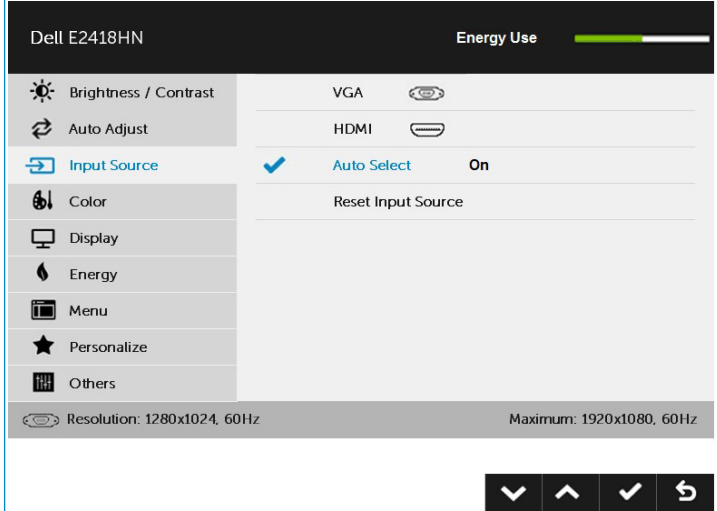 Dell E2418HN Energy Use
Brightness / Contrast VGA
Auto Adjust HDMI
Input Source Auto Select On
Color Reset Input Source
Display
Energy
Menu
Personalize
Others
Resolution: 1280x1024, 60Hz Maximum: 1920x1080, 60Hz